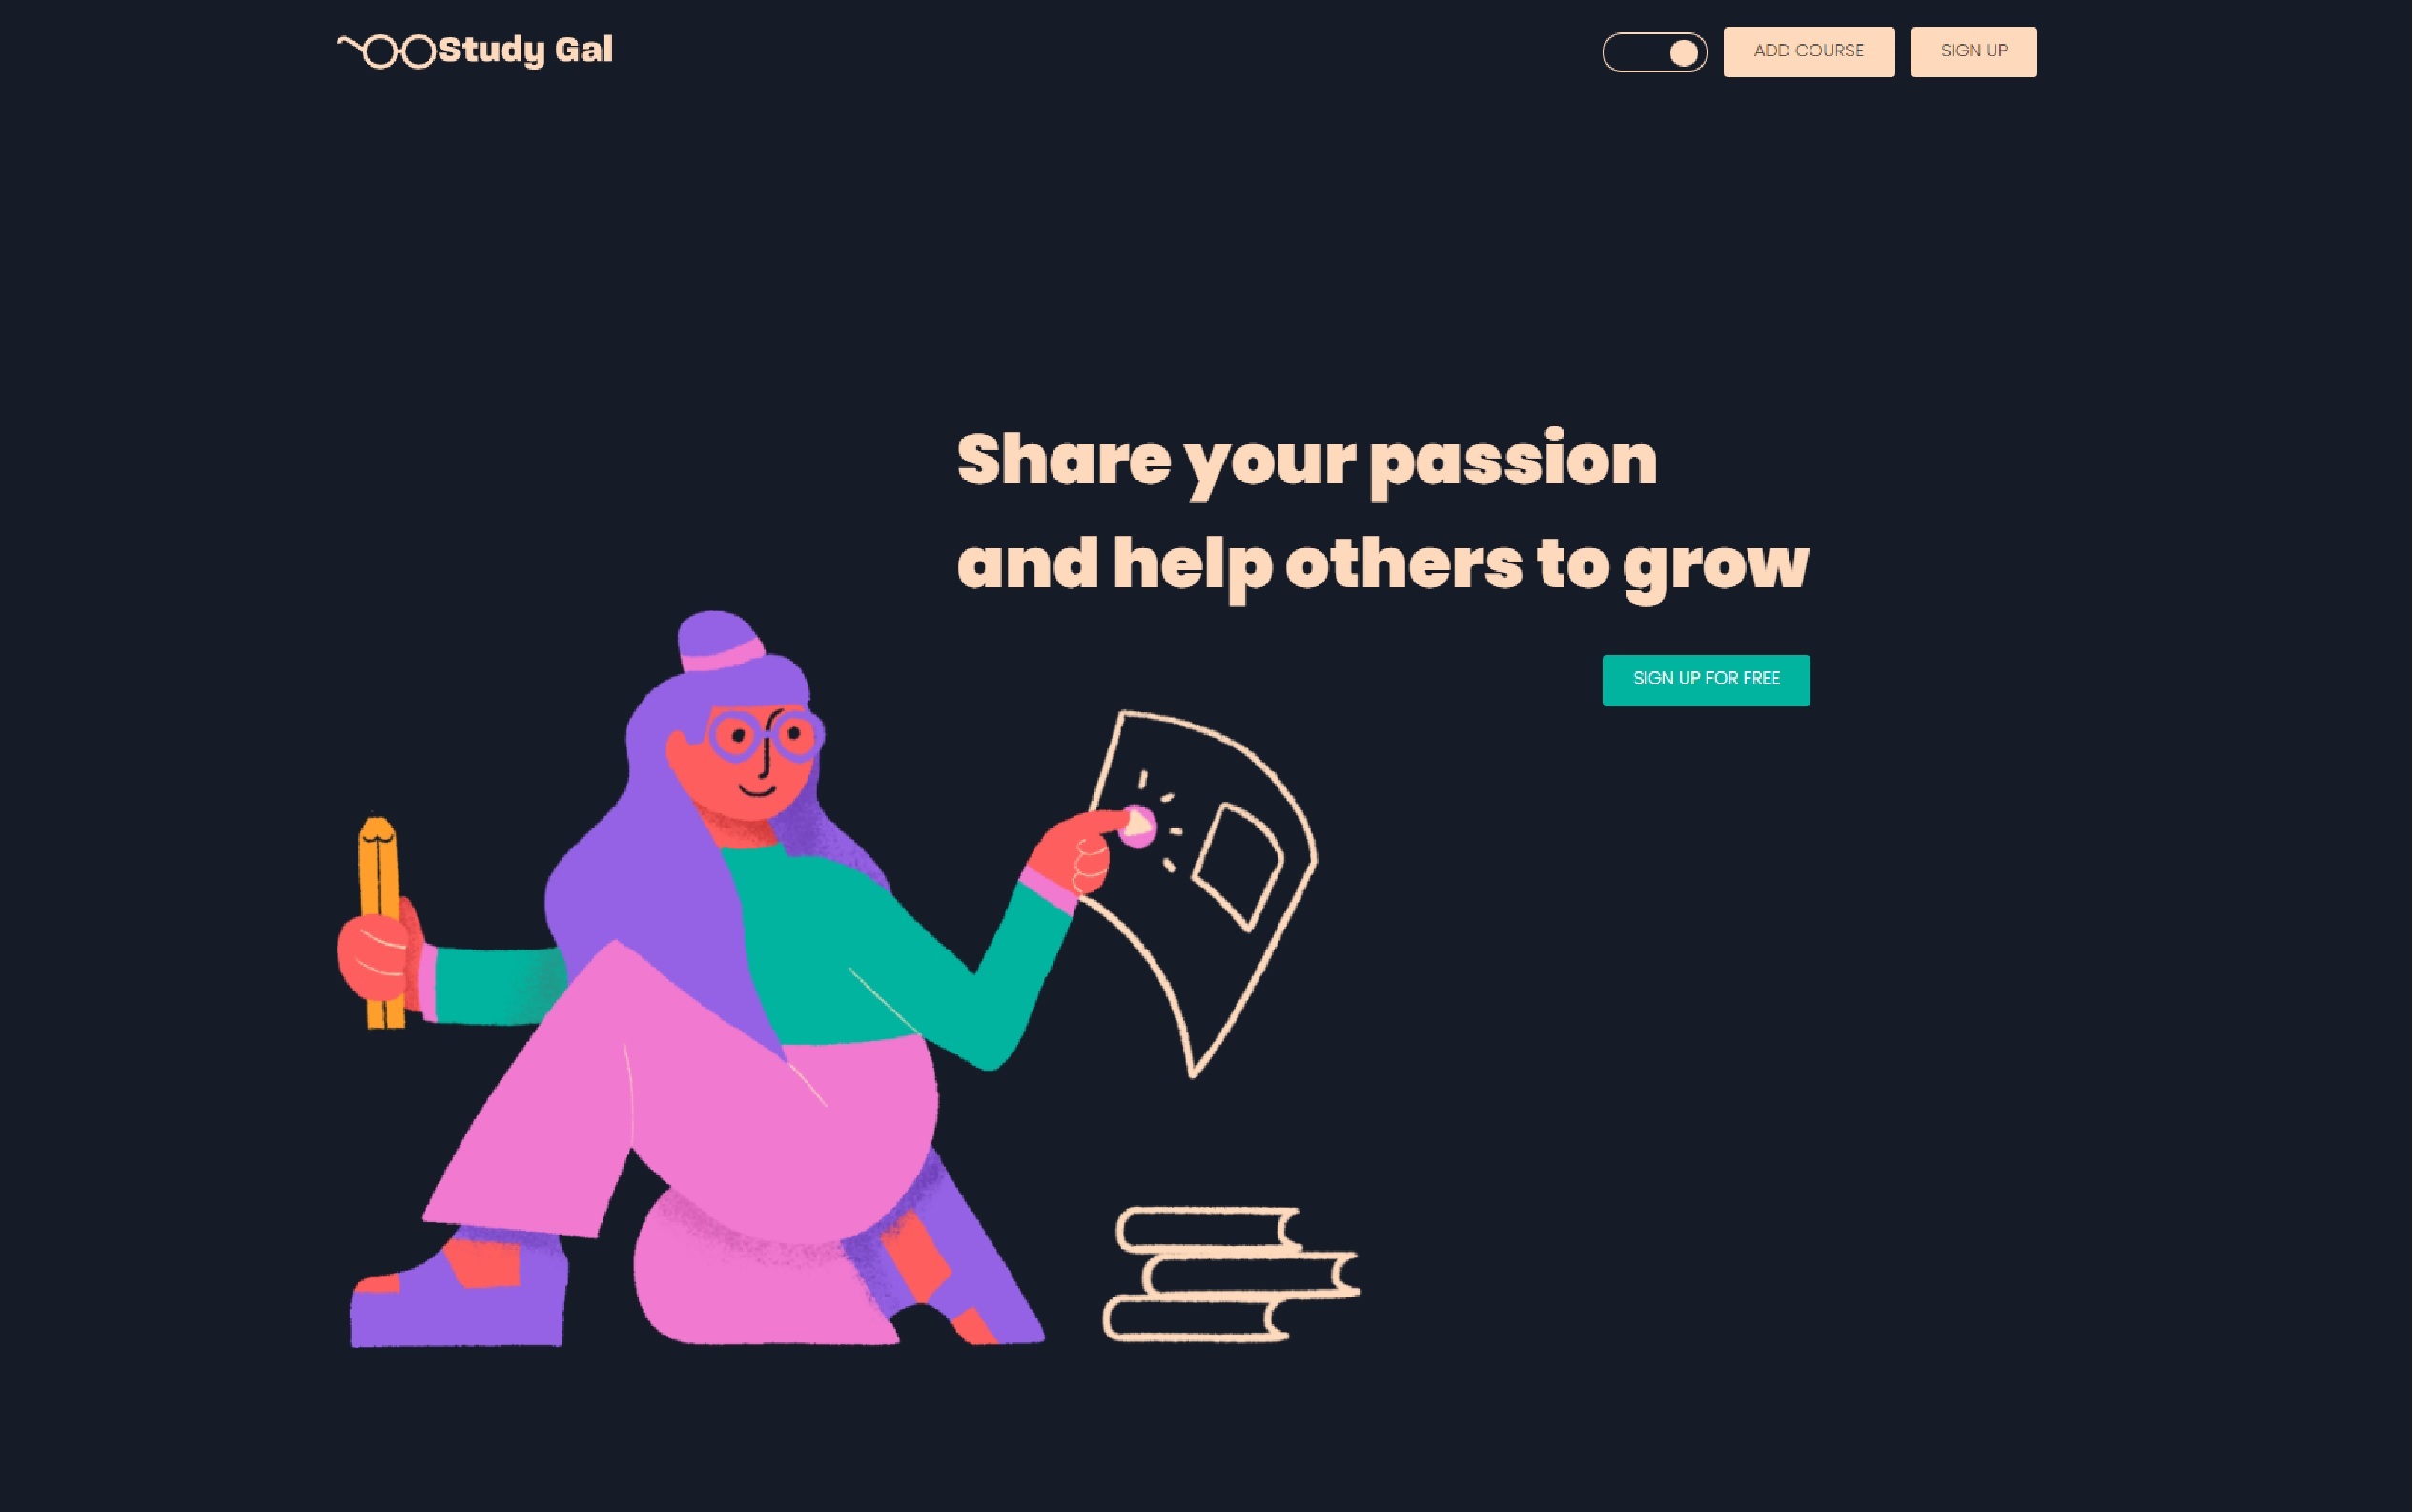 Study Gal
ADD COURSE
SIGN UP
Share your passion
and help others to grow
SIGN UP FOR FREE